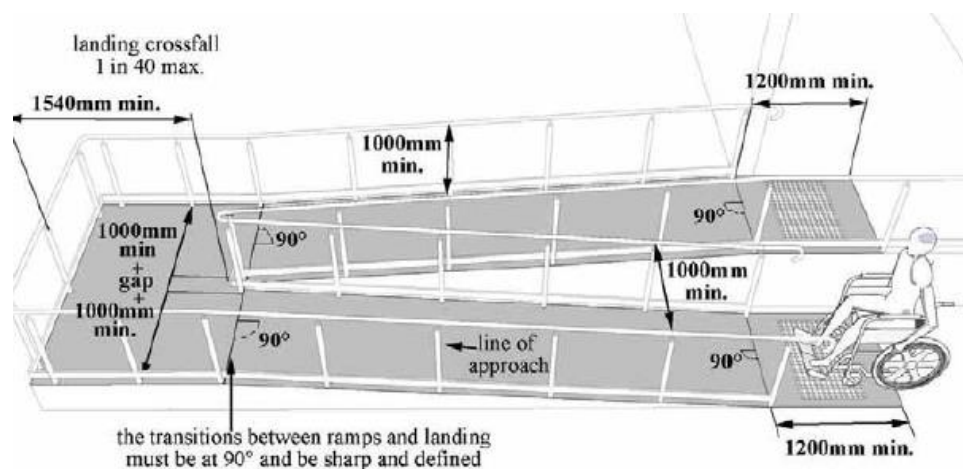 landing crossfall
1 in 40 max.
1540mm min.
1200mm min.
1000mm
min.
90°
90°
1000mm
min
+
gap
+
1000mm
min.
1000mm
min.
90°
line of
approach
90°
the transitions between ramps and landing
must be at 90° and be sharp and defined
1200mm min.